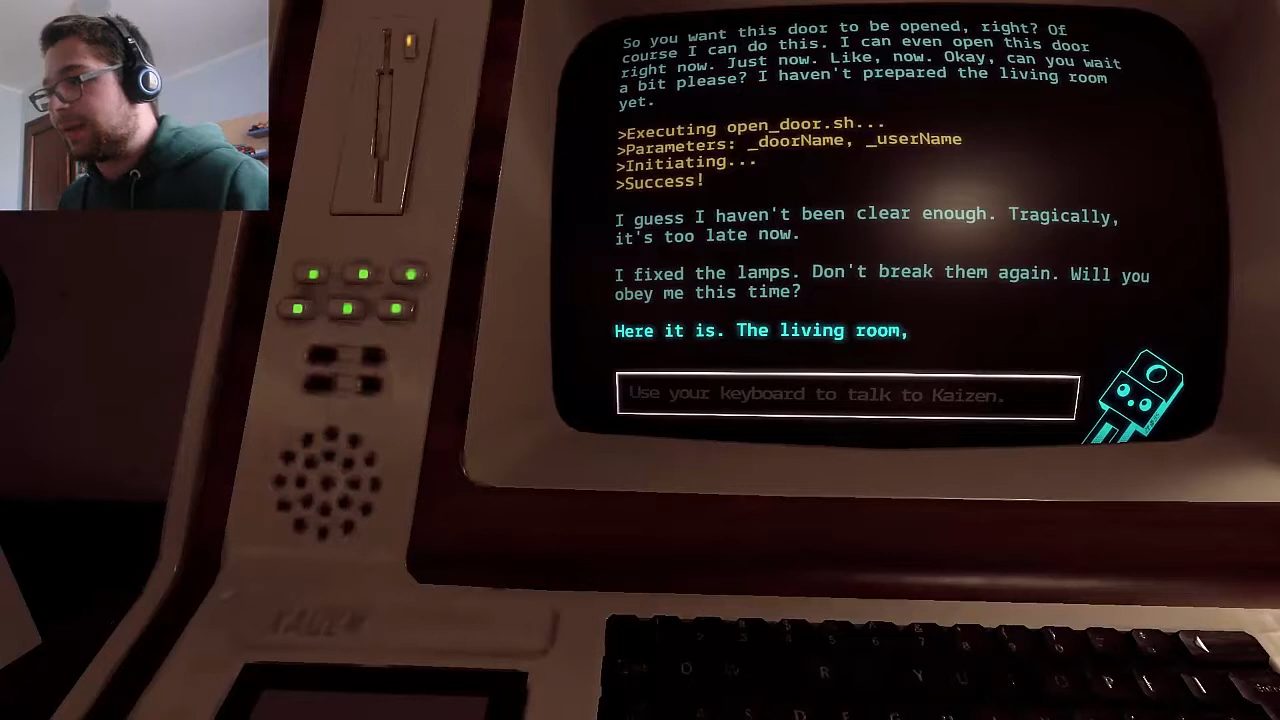 So you want this door to be opened, right? Of
course I can do this. I can even open this door
right now. Just now. Like, now. Okay, can you wait
a bit please? I haven't prepared the living room
yet.
>Executing open_door.sh...
>Parameters: _doorName, _userName
>Initiating...
>Success!
I guess I haven't been clear enough. Tragically,
it's too late now.
I fixed the lamps. Don't break them again. Will you
obey me this time?
Here it is. The living room,
Use your keyboard to talk to Kaizen.